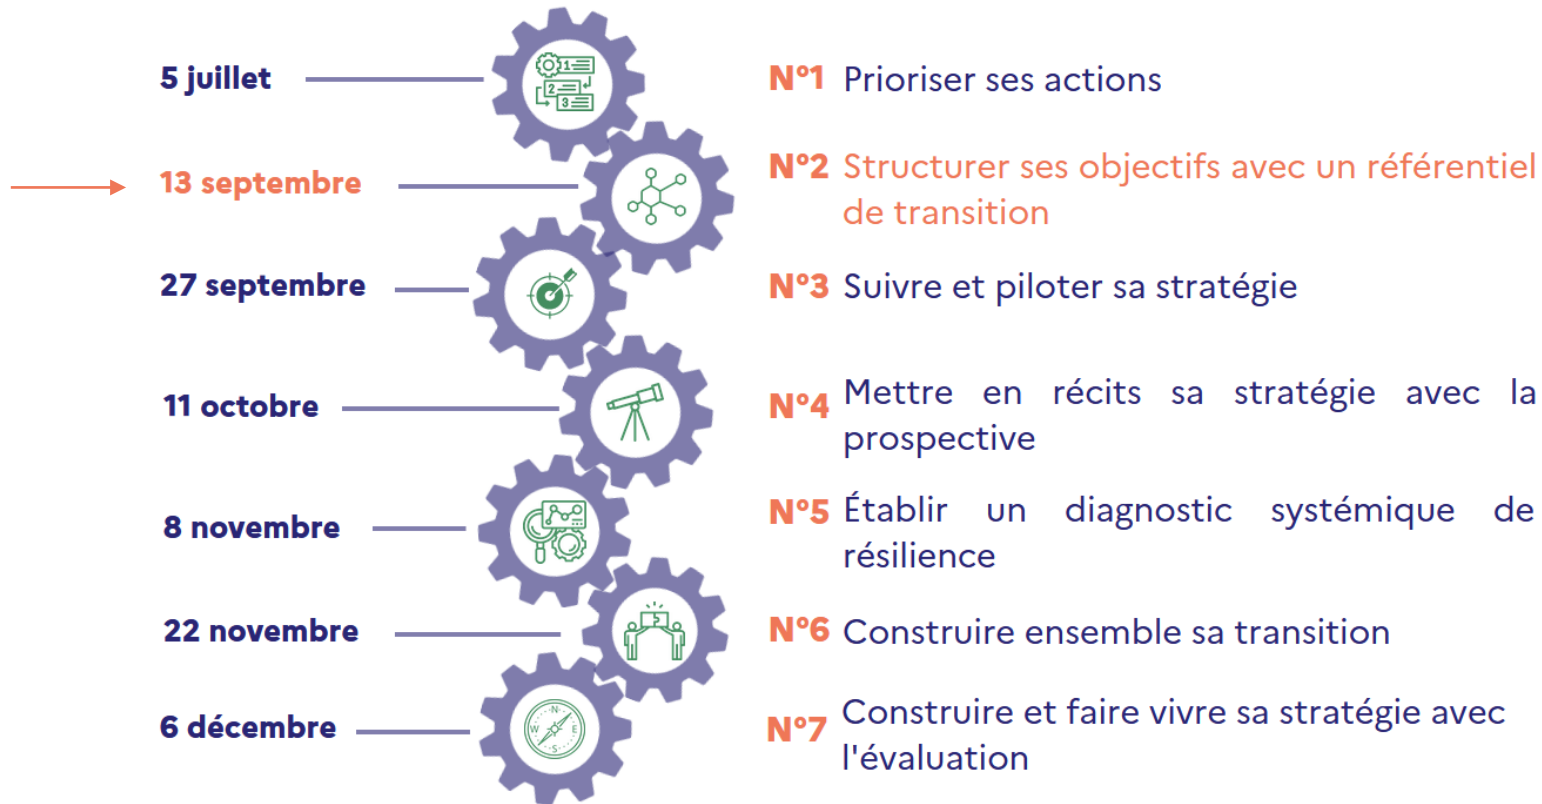 5 juillet
N°1 Prioriser ses actions
13 septembre
N°2 Structurer ses objectifs avec un référentiel
de transition
27 septembre
N°3 Suivre et piloter sa stratégie
11 octobre
N°4 Mettre en récits sa stratégie avec la
prospective
8 novembre
N°5 Établir un diagnostic systémique de
résilience
22 novembre
N°6 Construire ensemble sa transition
6 décembre
N°7 Construire et faire vivre sa stratégie avec
l'évaluation
1
2
3
N
W
E
S